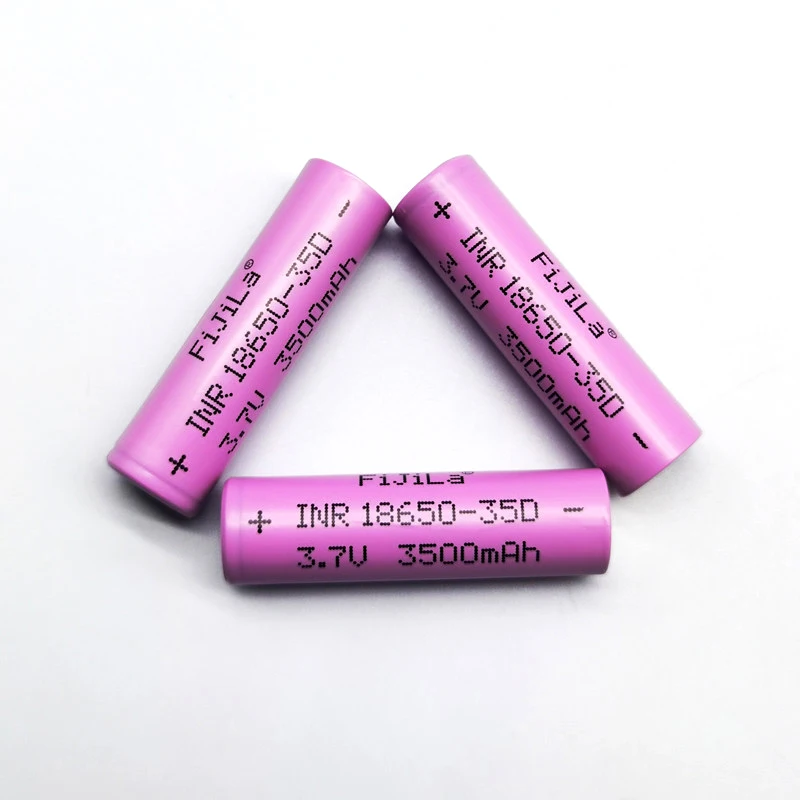 FiJiLa®
+ INR 18650-35D -
3.7V 3500mAh
FiJiLa®
+ INR 18650-35D -
3.7V 3500mAh
FiJiLa®
+ INR 18650-35D -
3.7V 3500mAh